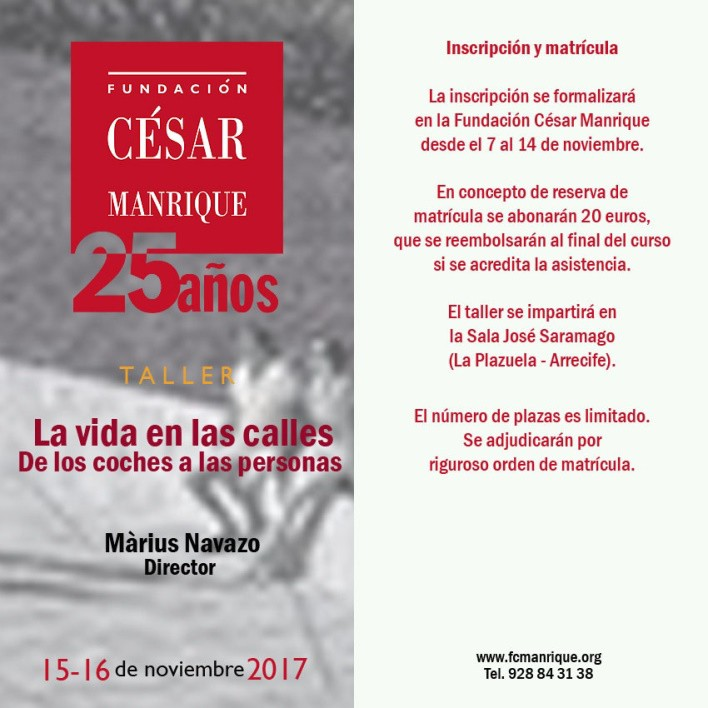 FUNDACIÓN
CÉSAR
MANRIQUE
25 años
TALLER
La vida en las calles
De los coches a las personas
Màrius Navazo
Director
15-16 de noviembre 2017
Inscripción y matrícula
La inscripción se formalizará
en la Fundación César Manrique
desde el 7 al 14 de noviembre.
En concepto de reserva de
matrícula se abonarán 20 euros,
que se reembolsarán al final del curso
si se acredita la asistencia.
El taller se impartirá en
la Sala José Saramago
(La Plazuela - Arrecife).
El número de plazas es limitado.
Se adjudicarán por
riguroso orden de matrícula.
www.fcmanrique.org
Tel. 928 84 31 38